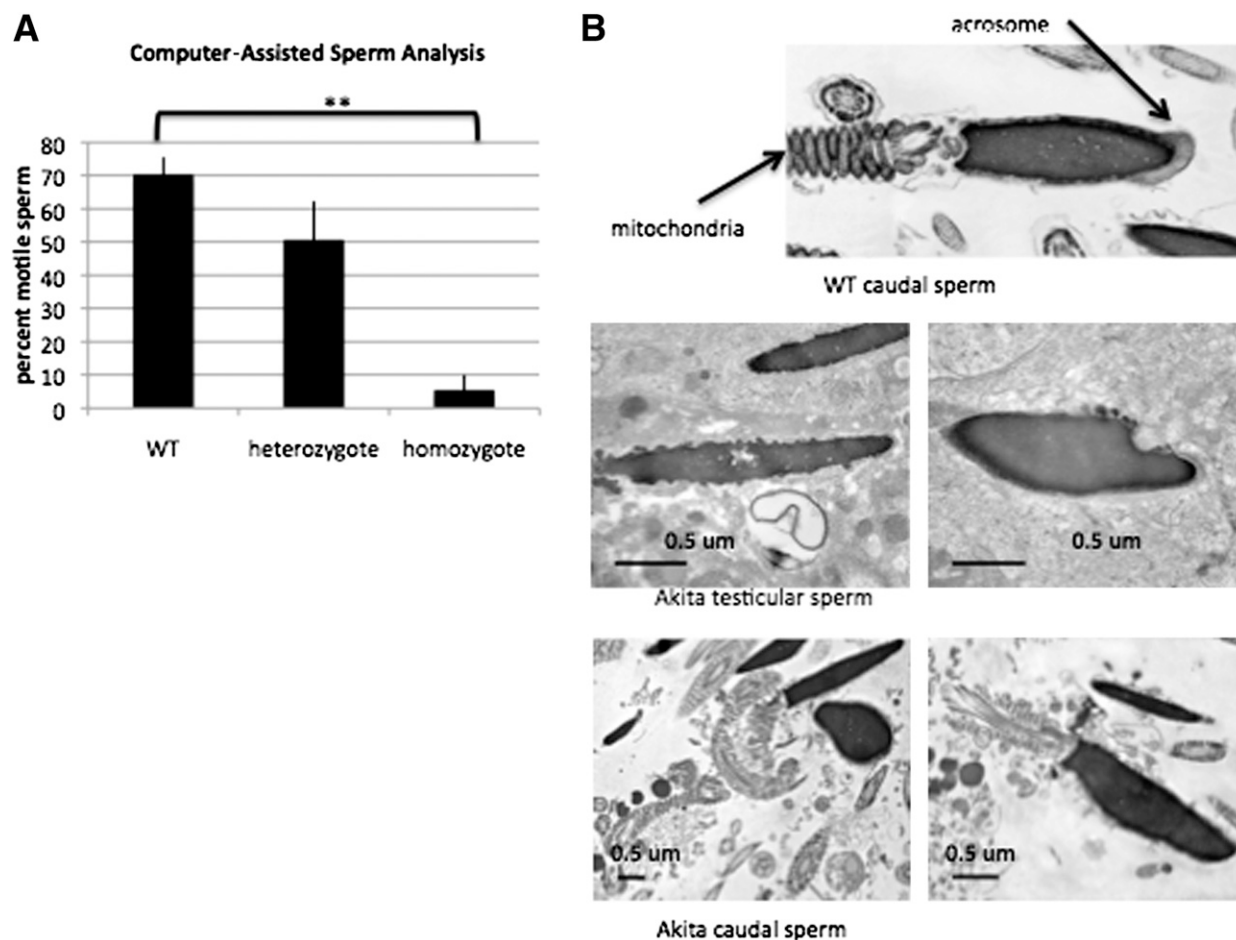 A
Computer-Assisted Sperm Analysis
**
percent motile sperm
80
70
60
50
40
30
20
10
0
WT
heterozygote
homozygote
B
acrosome
mitochondria
WT caudal sperm
0.5 um
0.5 um
Akita testicular sperm
0.5 um
0.5 um
Akita caudal sperm